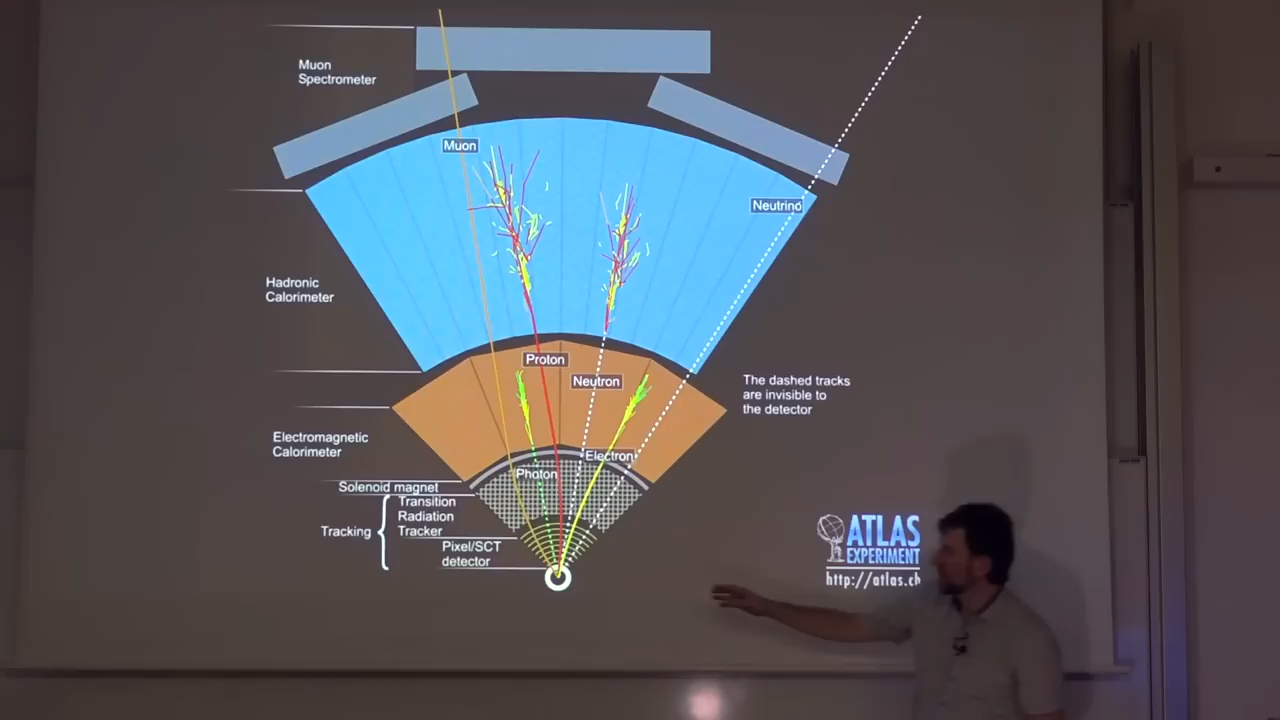 Muon
Spectrometer
Muon
Neutrino
Hadronic
Calorimeter
Proton
Neutron
The dashed tracks
are invisible to
the detector
Electromagnetic
Calorimeter
Electron
Photon
Solenoid magnet
Tracking
Transition
Radiation
Tracker
Pixel/SCT
detector
ATLAS
EXPERIMENT
http://atlas.ch